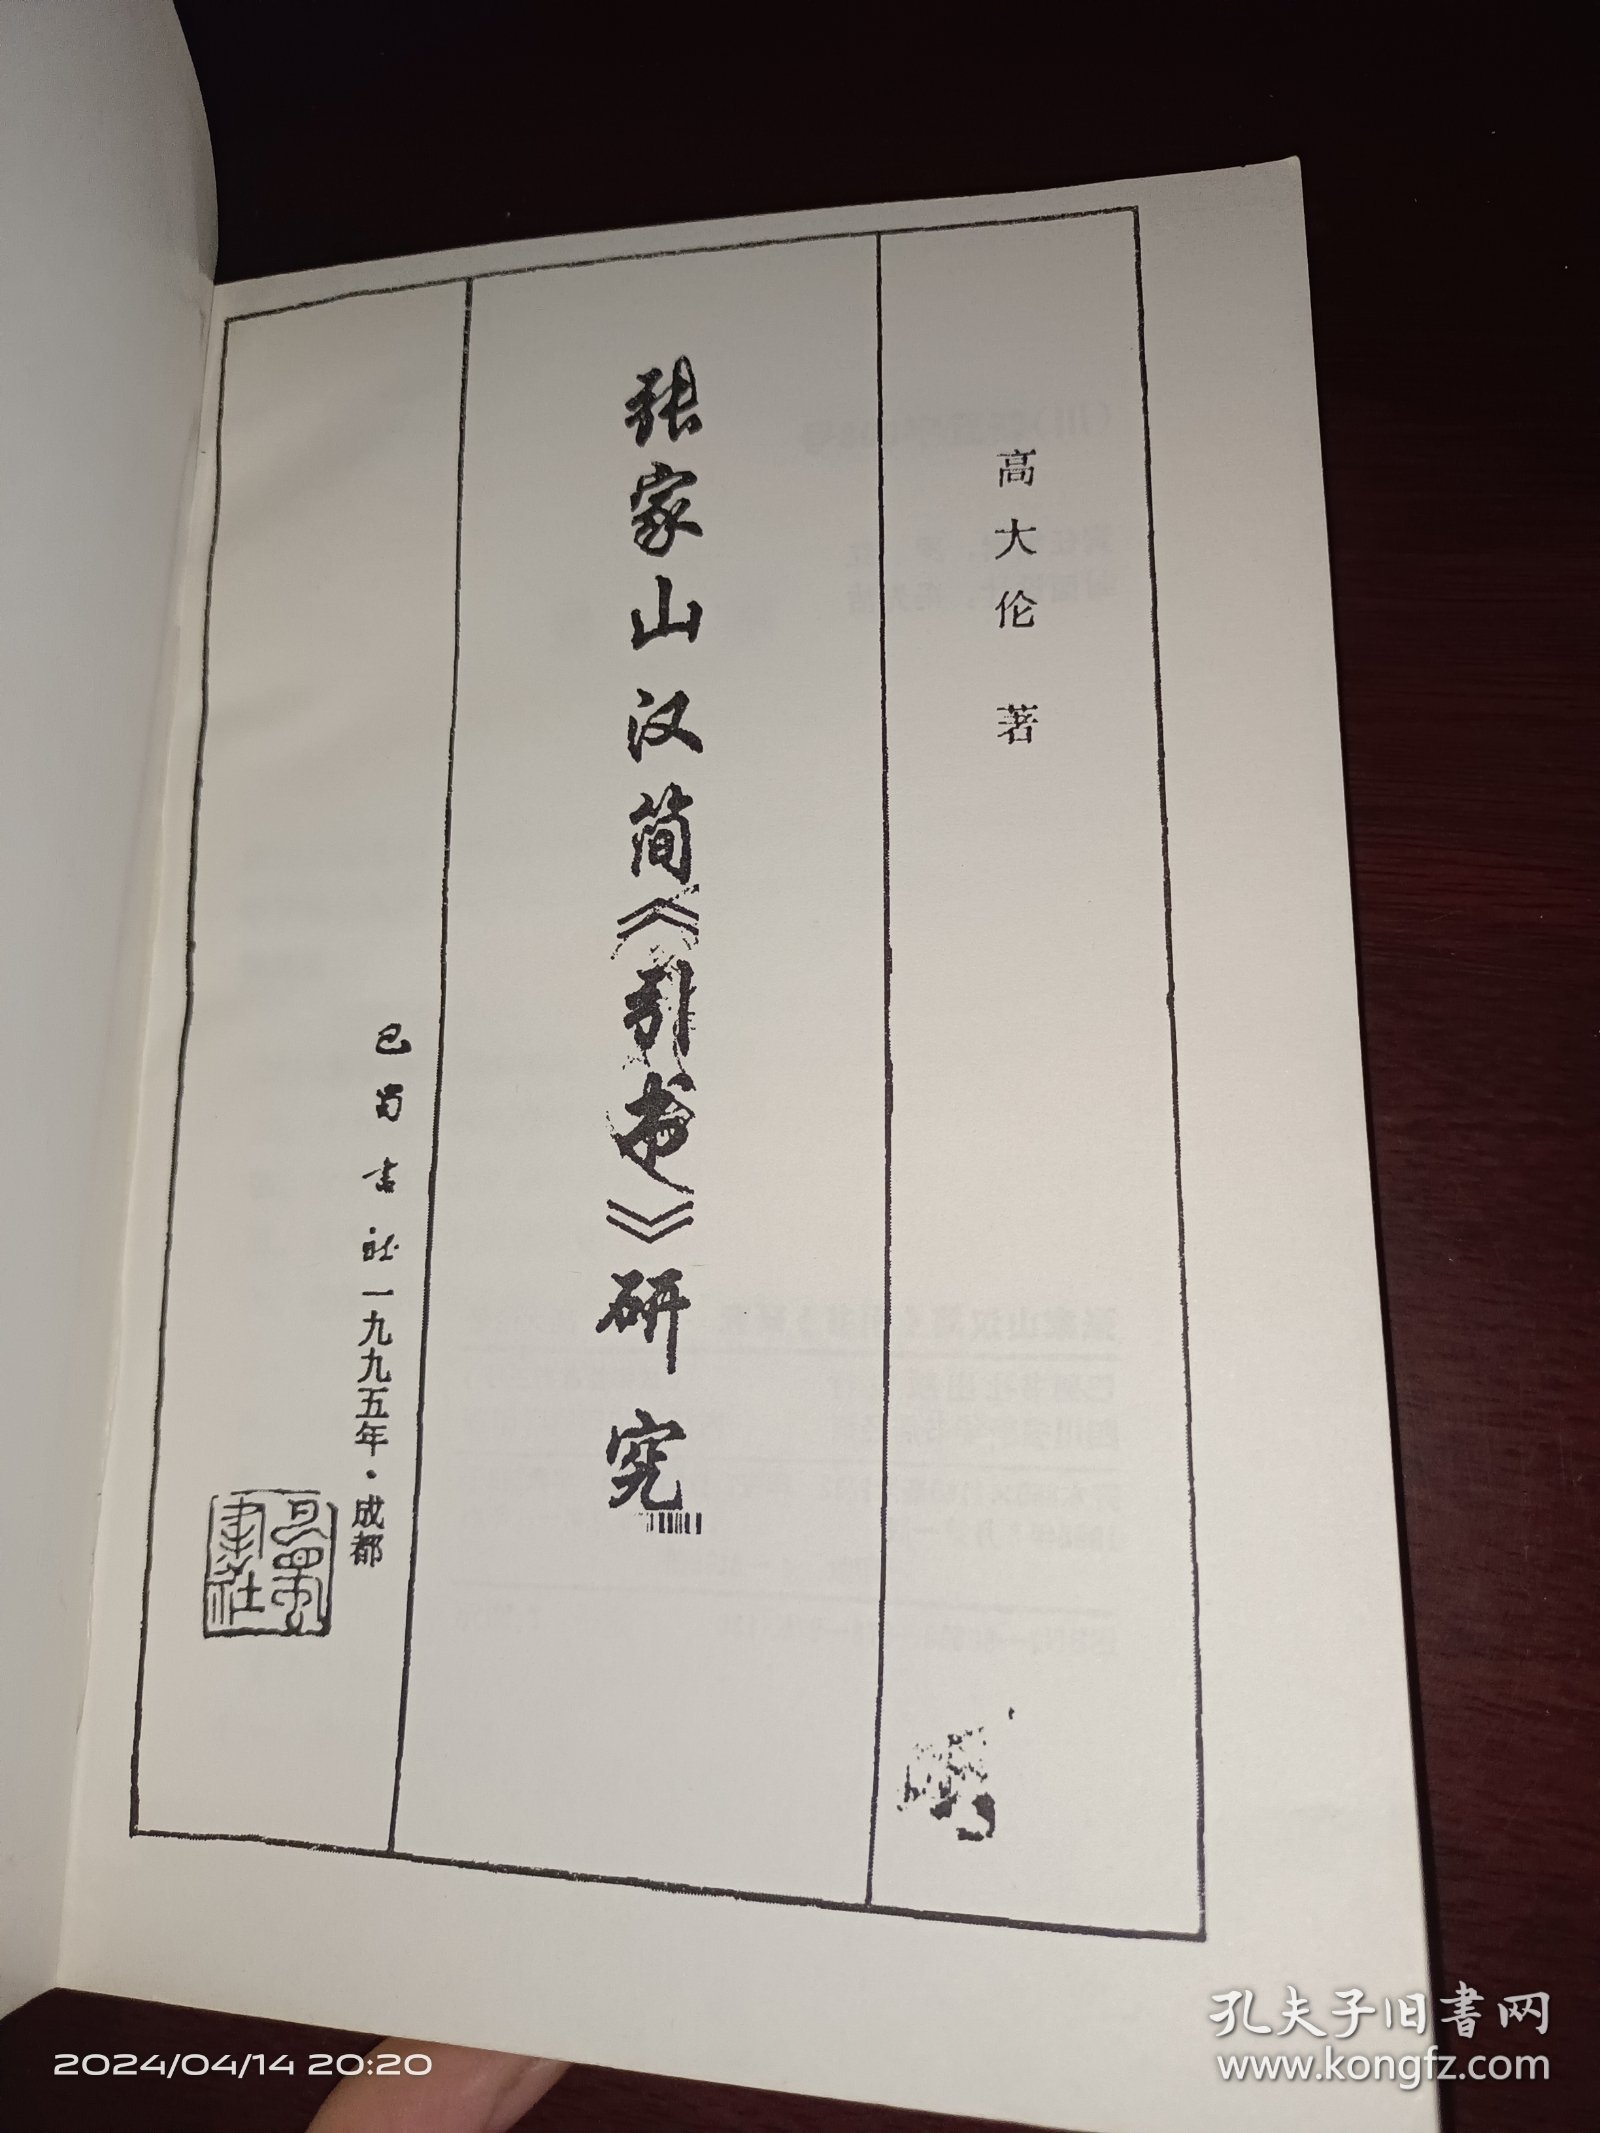 高大伦 著
张家山汉简《引书》研究
巴蜀书社一九九五年·成都
巴蜀書社
孔夫子旧書网
www.kongfz.com
2024/04/14 20:20